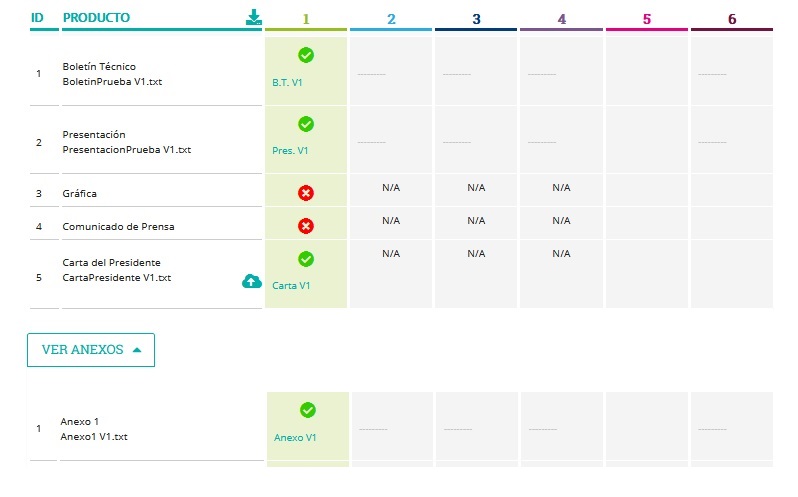 ID PRODUCTO 1 2 3 4 5 6
1 Boletín Técnico
BoletinPrueba V1.txt
B.T. V1 ---------- ---------- ---------- ----------
2 Presentación
PresentacionPrueba V1.txt
Pres. V1 ---------- ---------- ---------- ----------
3 Gráfica N/A N/A N/A
4 Comunicado de Prensa N/A N/A N/A
Carta del Presidente N/A N/A N/A
5 CartaPresidente V1.txt
Carta V1
VER ANEXOS
1 Anexo 1
Anexo1 V1.txt
Anexo V1 ---------- ---------- ---------- ----------